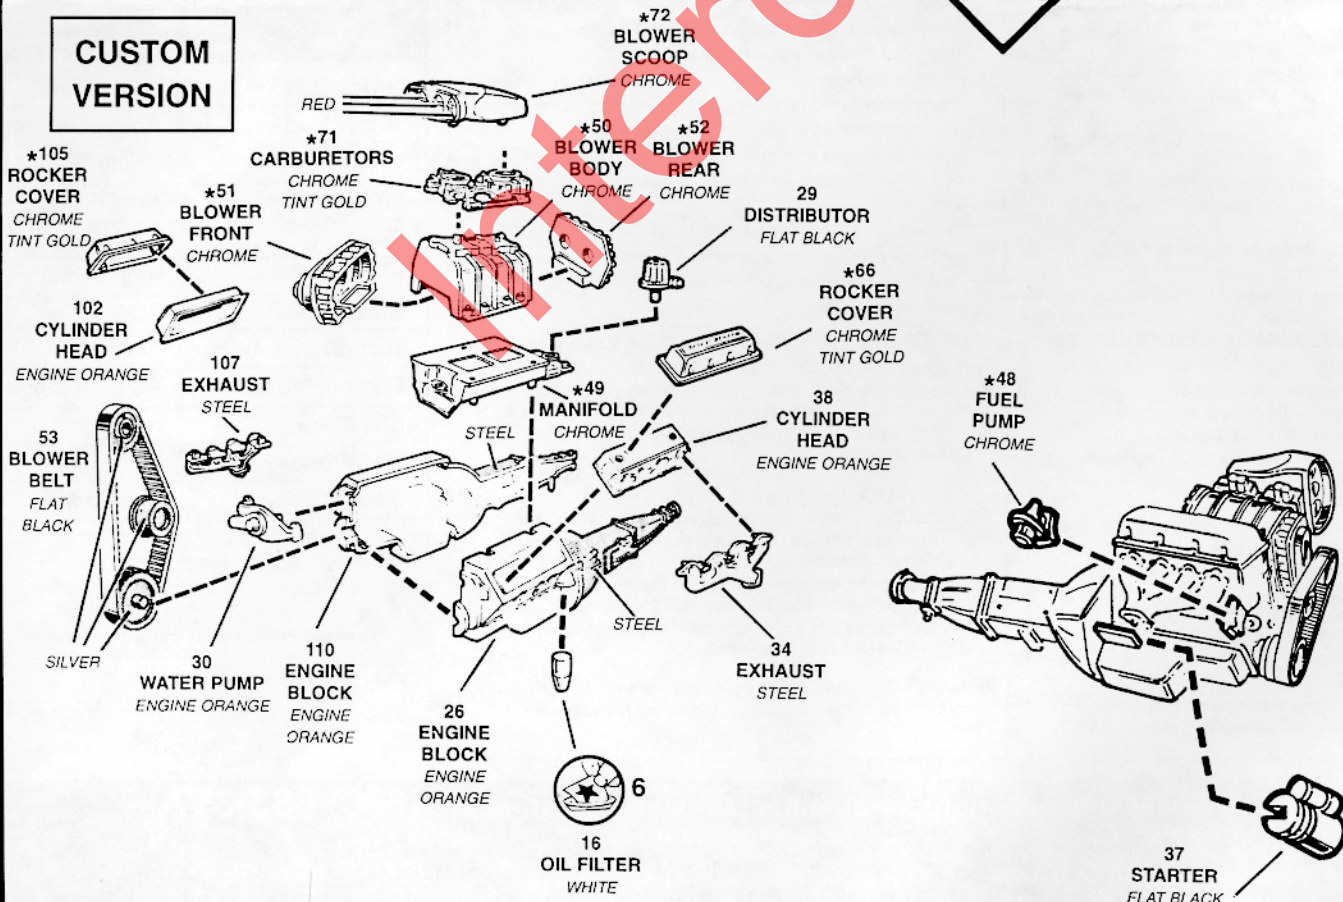 CUSTOM
VERSION
*72
BLOWER
SCOOP
CHROME
RED
*71
CARBURETORS
CHROME
TINT GOLD
*50
BLOWER
BODY
CHROME
*52
BLOWER
REAR
CHROME
*105
ROCKER
COVER
CHROME
TINT GOLD
*51
BLOWER
FRONT
CHROME
29
DISTRIBUTOR
FLAT BLACK
*66
ROCKER
COVER
CHROME
TINT GOLD
102
CYLINDER
HEAD
ENGINE ORANGE
107
EXHAUST
STEEL
*49
MANIFOLD
CHROME
STEEL
38
CYLINDER
HEAD
ENGINE ORANGE
*48
FUEL
PUMP
CHROME
53
BLOWER
BELT
FLAT
BLACK
SILVER
30
WATER PUMP
ENGINE ORANGE
110
ENGINE
BLOCK
ENGINE
ORANGE
26
ENGINE
BLOCK
ENGINE
ORANGE
STEEL
34
EXHAUST
STEEL
6
16
OIL FILTER
WHITE
37
STARTER
FLAT BLACK
Interc